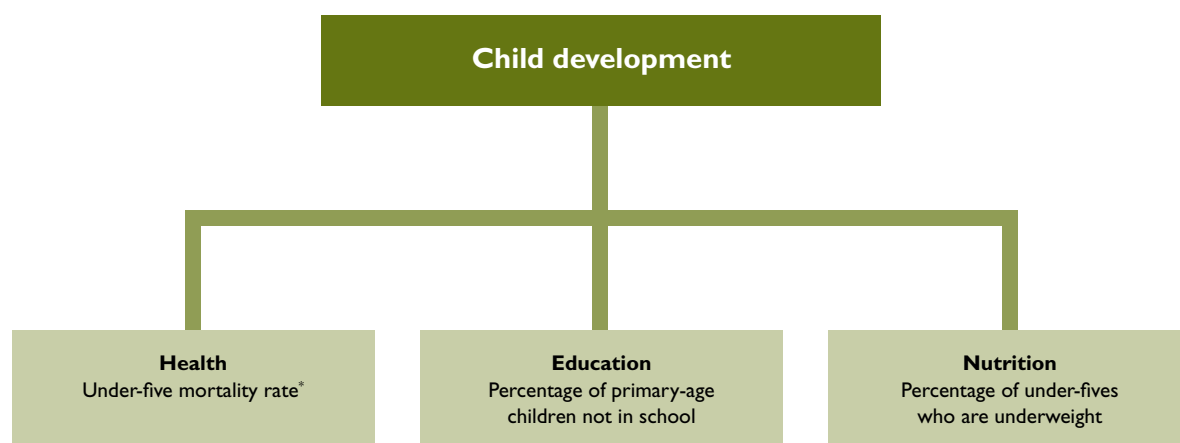 Child development
Health
Under-five mortality rate*
Education
Percentage of primary-age
children not in school
Nutrition
Percentage of under-fives
who are underweight